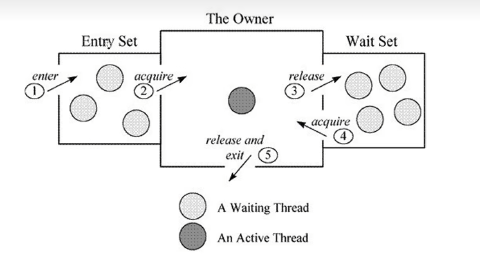 The Owner
Entry Set
Wait Set
enter
1
acquire
2
release
3
acquire
4
release and
exit
5
A Waiting Thread
An Active Thread